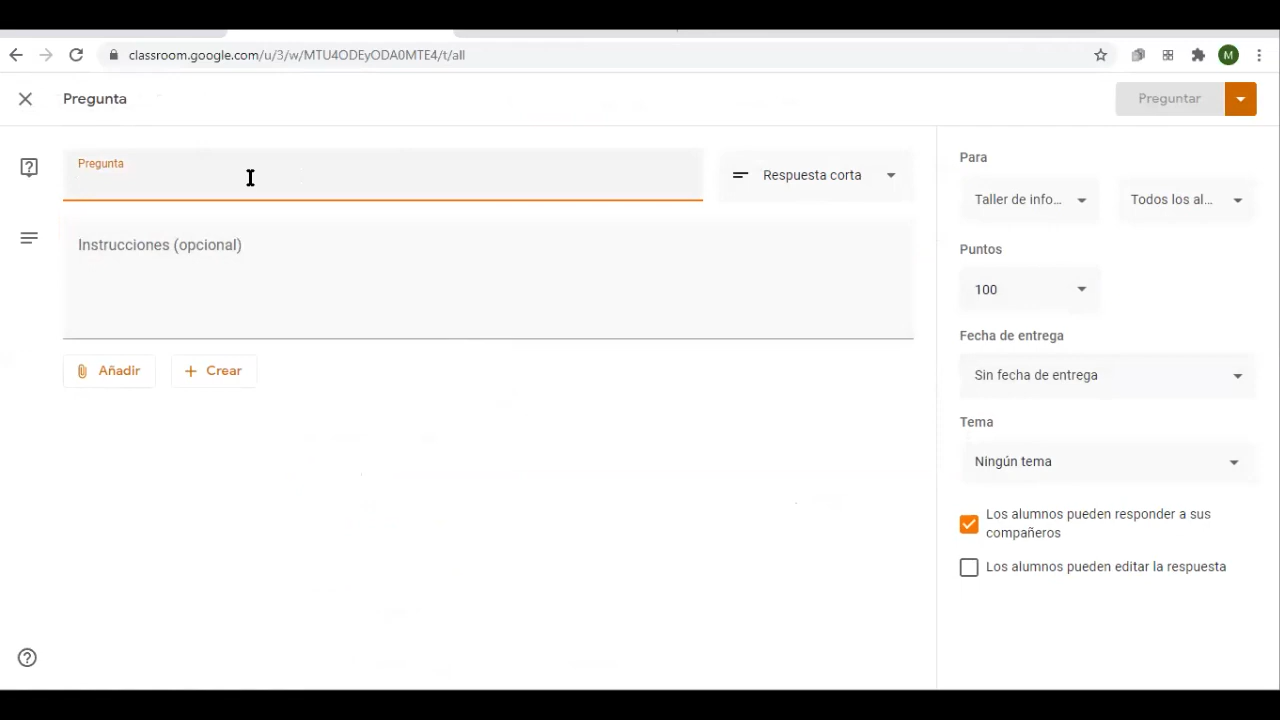 classroom.google.com/u/3/w/MTU4ODEyODA0MTE4/t/all
M
Pregunta
Preguntar
Pregunta
Respuesta corta
Instrucciones (opcional)
Añadir
Crear
Para
Taller de info...
Todos los al...
Puntos
100
Fecha de entrega
Sin fecha de entrega
Tema
Ningún tema
Los alumnos pueden responder a sus
compañeros
Los alumnos pueden editar la respuesta